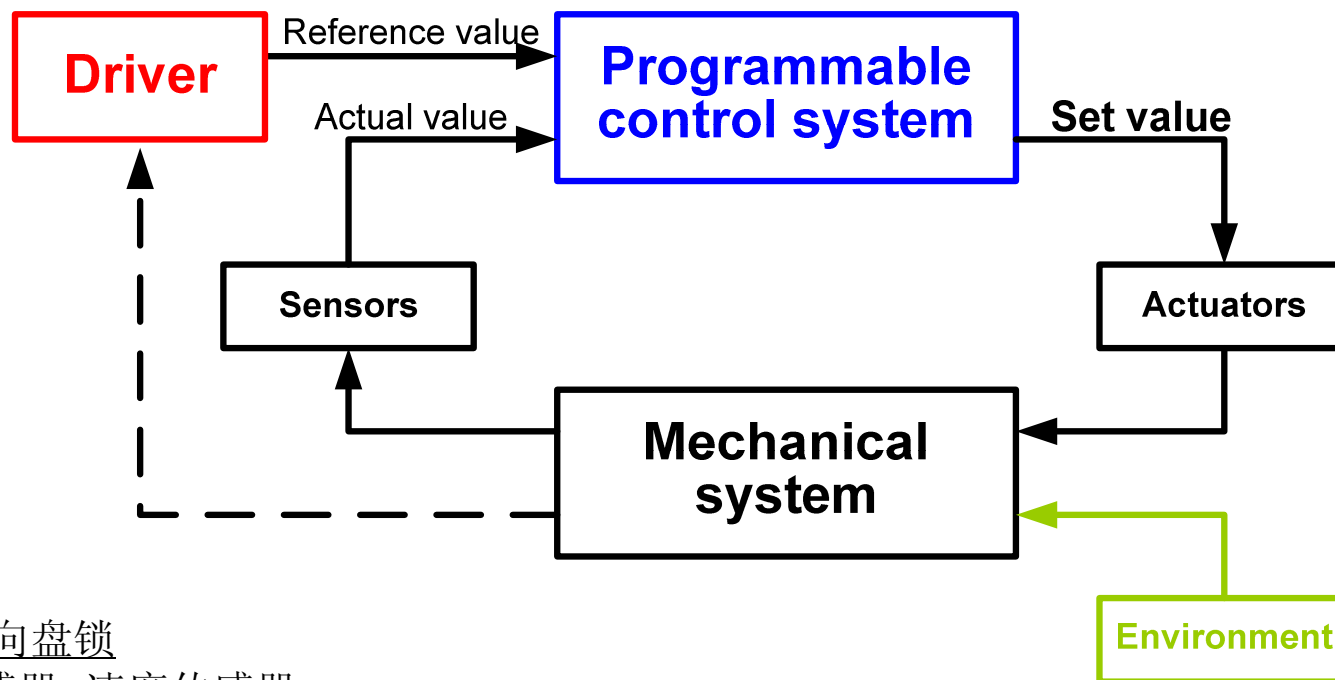 Driver
Reference value
Programmable
control system
Actual value
Set value
Sensors
Actuators
Mechanical
system
Environment
向盘锁